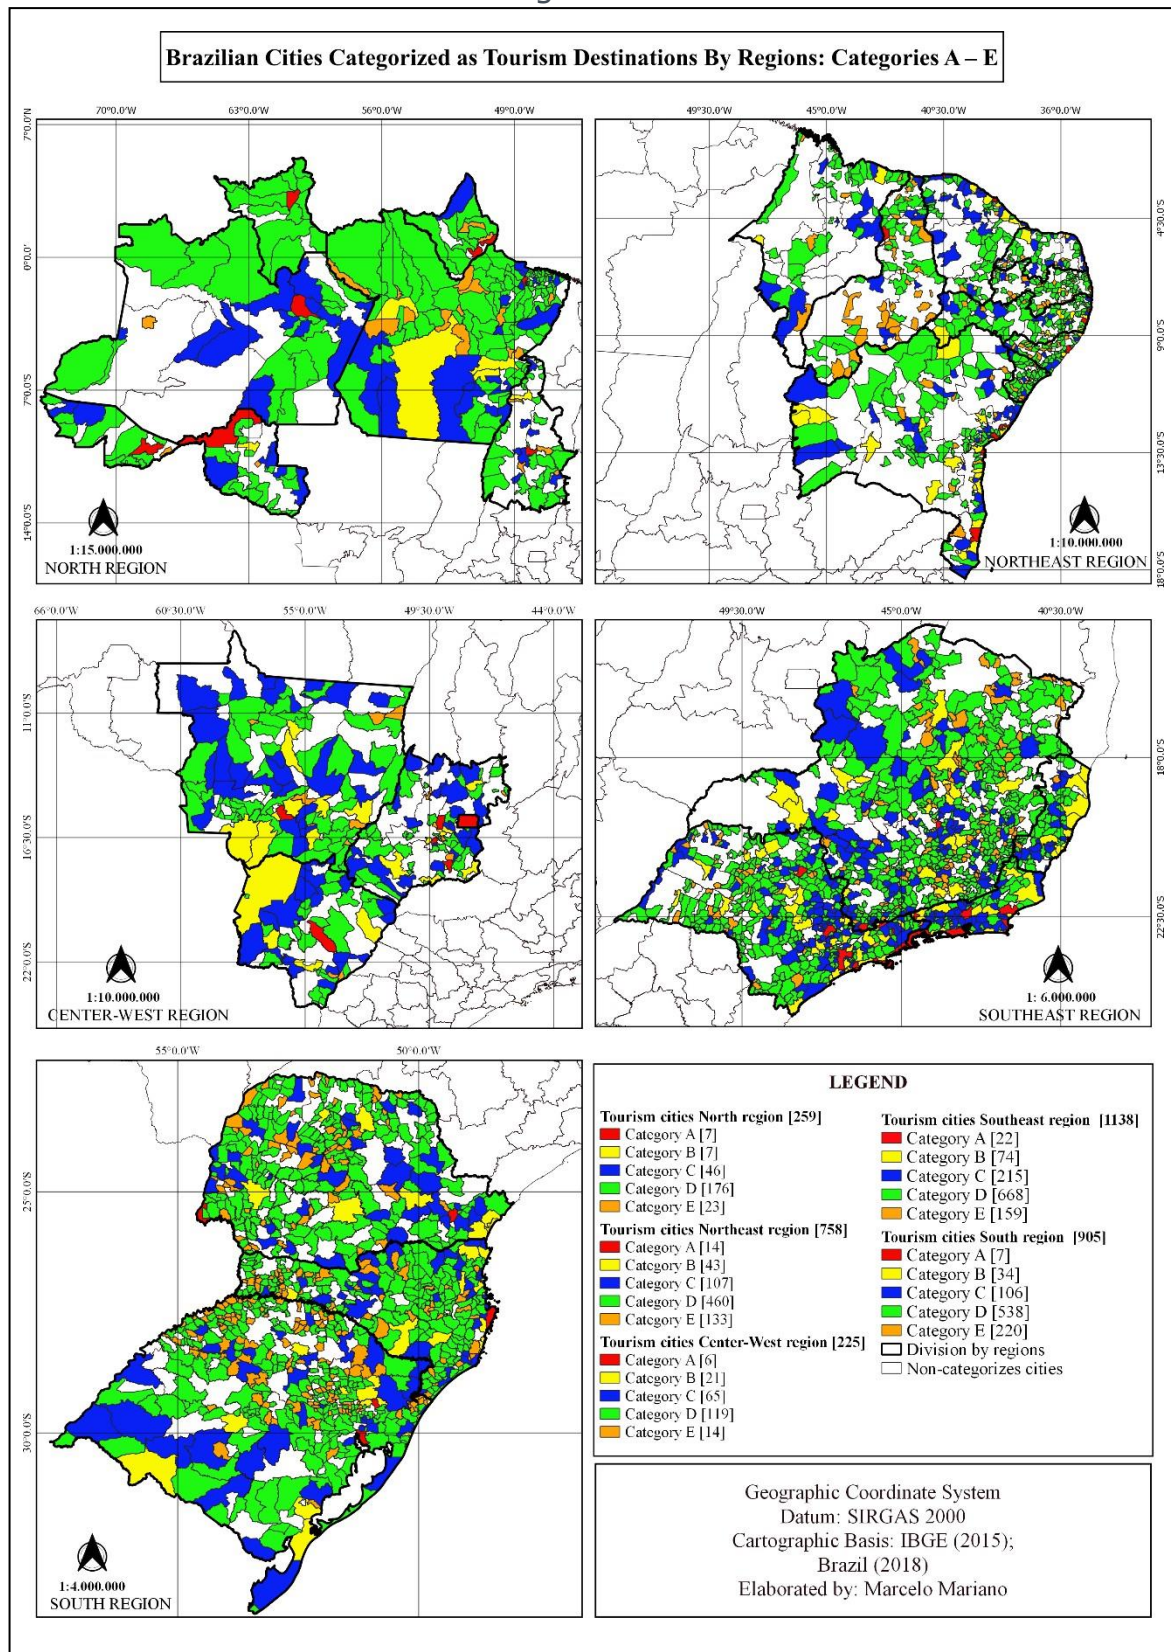 Brazilian Cities Categorized as Tourism Destinations By Regions: Categories A – E
70°0.0'W 63°0.0'W 56°0.0'W 49°0.0'W
7°0.0'N
0°0.0'
7°0.0'S
14°0.0'S
1:15.000.000
NORTH REGION
49°30.0'W 45°0.0'W 40°30.0'W 36°0.0'W
4°30.0'S
9°0.0'S
13°30.0'S
18°0.0'S
1:10.000.000
NORTHEAST REGION
66°0.0'W 60°30.0'W 55°0.0'W 49°30.0'W 44°0.0'W
11°0.0'S
16°30.0'S
22°0.0'S
1:10.000.000
CENTER-WEST REGION
49°30.0'W 45°0.0'W 40°30.0'W
18°0.0'S
22°30.0'S
1: 6.000.000
SOUTHEAST REGION
55°0.0'W 50°0.0'W
25°0.0'S
30°0.0'S
1:4.000.000
SOUTH REGION
LEGEND
Tourism cities North region [259]
Category A [7]
Category B [7]
Category C [46]
Category D [176]
Category E [23]
Tourism cities Northeast region [758]
Category A [14]
Category B [43]
Category C [107]
Category D [460]
Category E [133]
Tourism cities Center-West region [225]
Category A [6]
Category B [21]
Category C [65]
Category D [119]
Category E [14]
Tourism cities Southeast region [1138]
Category A [22]
Category B [74]
Category C [215]
Category D [668]
Category E [159]
Tourism cities South region [905]
Category A [7]
Category B [34]
Category C [106]
Category D [538]
Category E [220]
Division by regions
Non-categorizes cities
Geographic Coordinate System
Datum: SIRGAS 2000
Cartographic Basis: IBGE (2015);
Brazil (2018)
Elaborated by: Marcelo Mariano